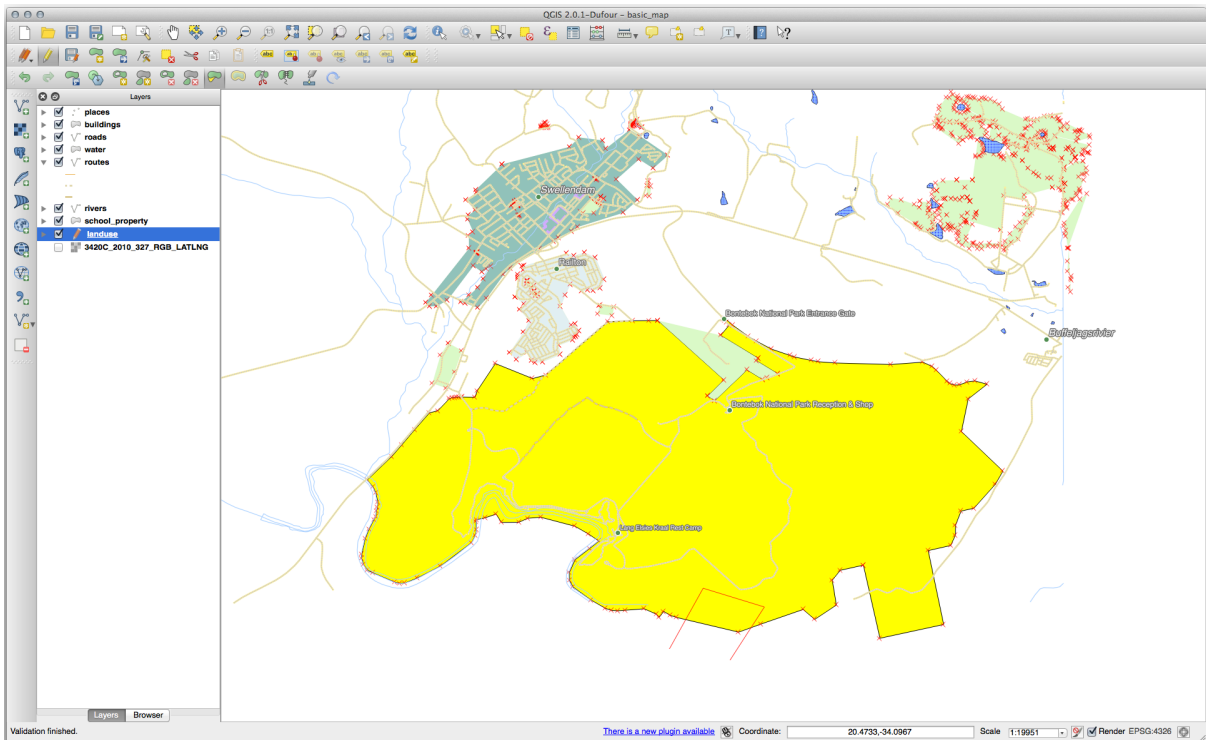 QGIS 2.0.1-Dufour - basic_map
Layers
places
buildings
roads
water
routes
rivers
school_property
landuse
3420C_2010_327_RGB_LATLNG
Swellendam
Railton
Bontebok National Park Entrance Gate
Buffeljagsrivier
Bontebok National Park Reception & Shop
Lang Elsies Kraal Rest Camp
Layers
Browser
Validation finished.
There is a new plugin available
Coordinate:
20.4733,-34.0967
Scale
1:19951
Render
EPSG:4326